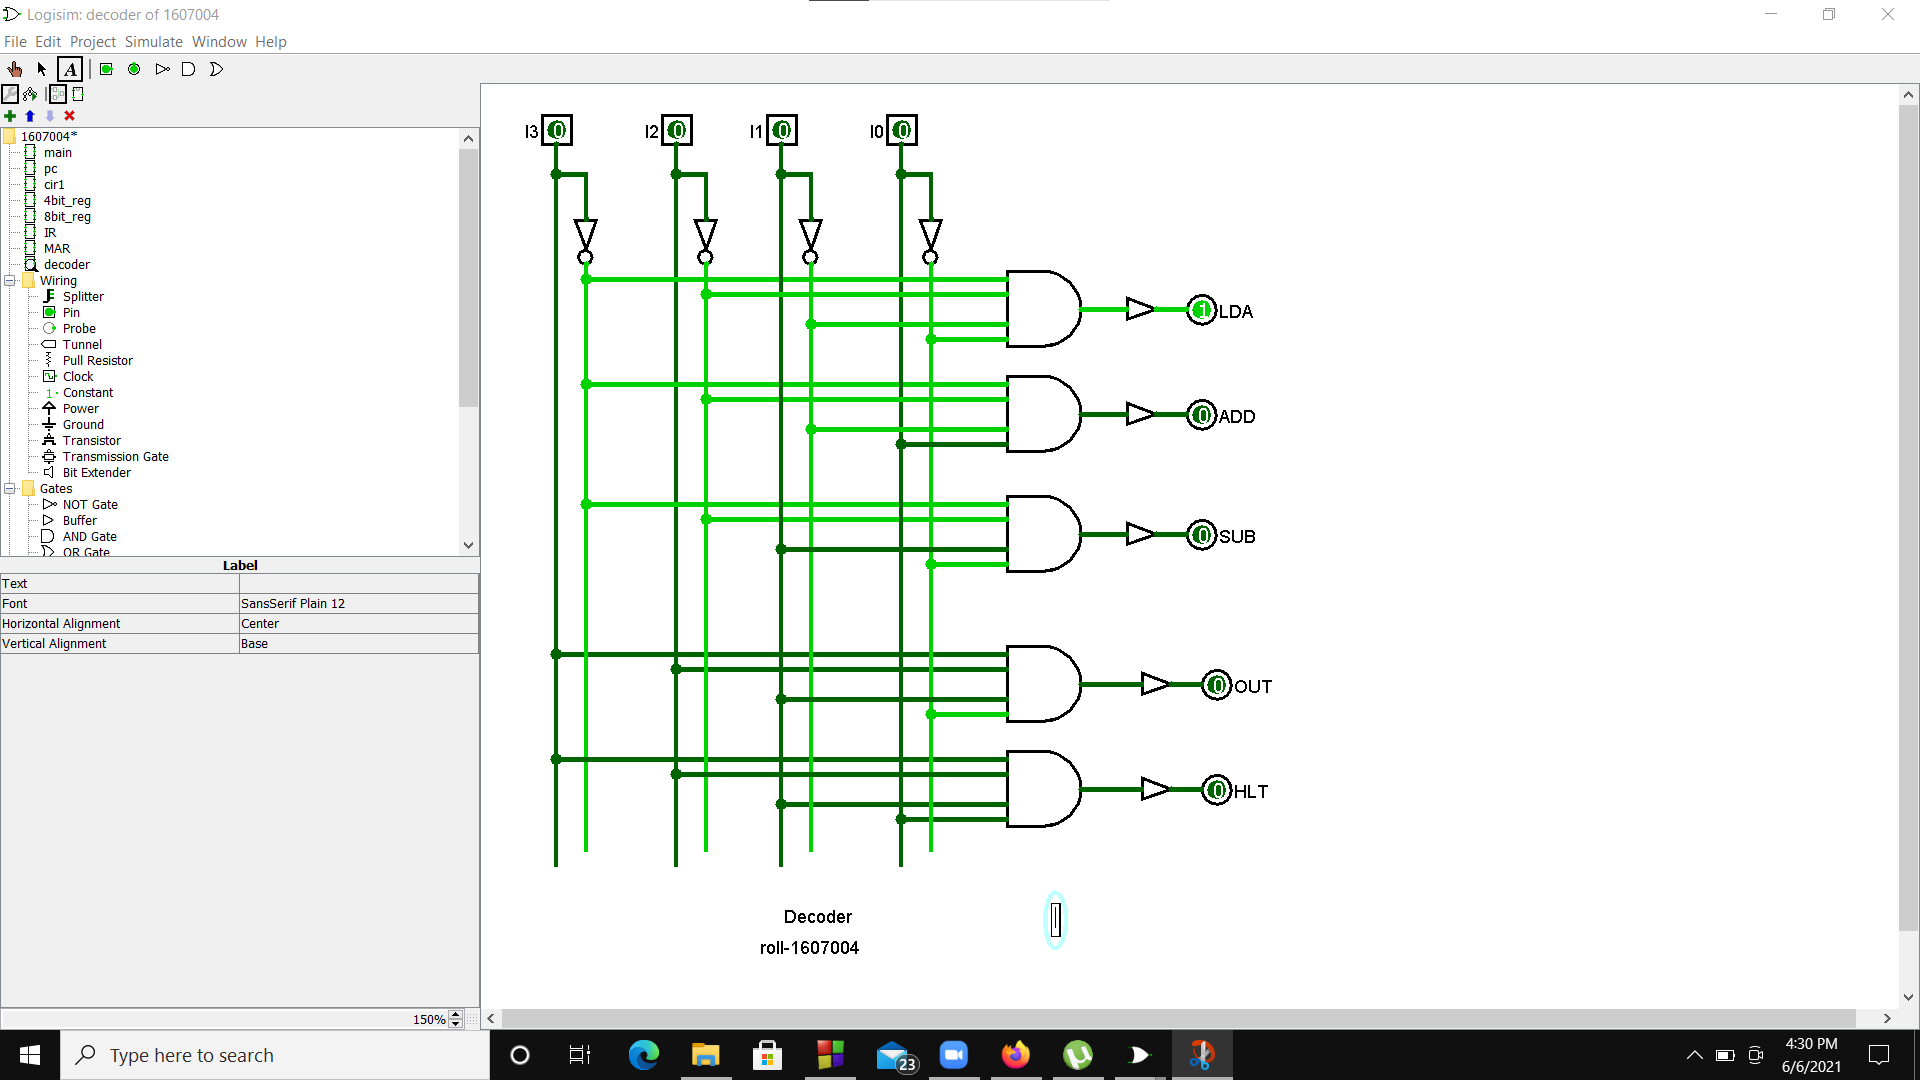 Logisim: decoder of 1607004
File Edit Project Simulate Window Help
A
1607004*
main
pc
cir1
4bit_reg
8bit_reg
IR
MAR
decoder
Wiring
Splitter
Pin
Probe
Tunnel
Pull Resistor
Clock
1 Constant
Power
Ground
Transistor
Transmission Gate
Bit Extender
Gates
NOT Gate
Buffer
AND Gate
OR Gate
Label
Text
Font SansSerif Plain 12
Horizontal Alignment Center
Vertical Alignment Base
150%
I3 0 I2 0 I1 0 I0 0
1 LDA
0 ADD
0 SUB
0 OUT
0 HLT
Decoder
roll-1607004
Type here to search
23
4:30 PM
6/6/2021